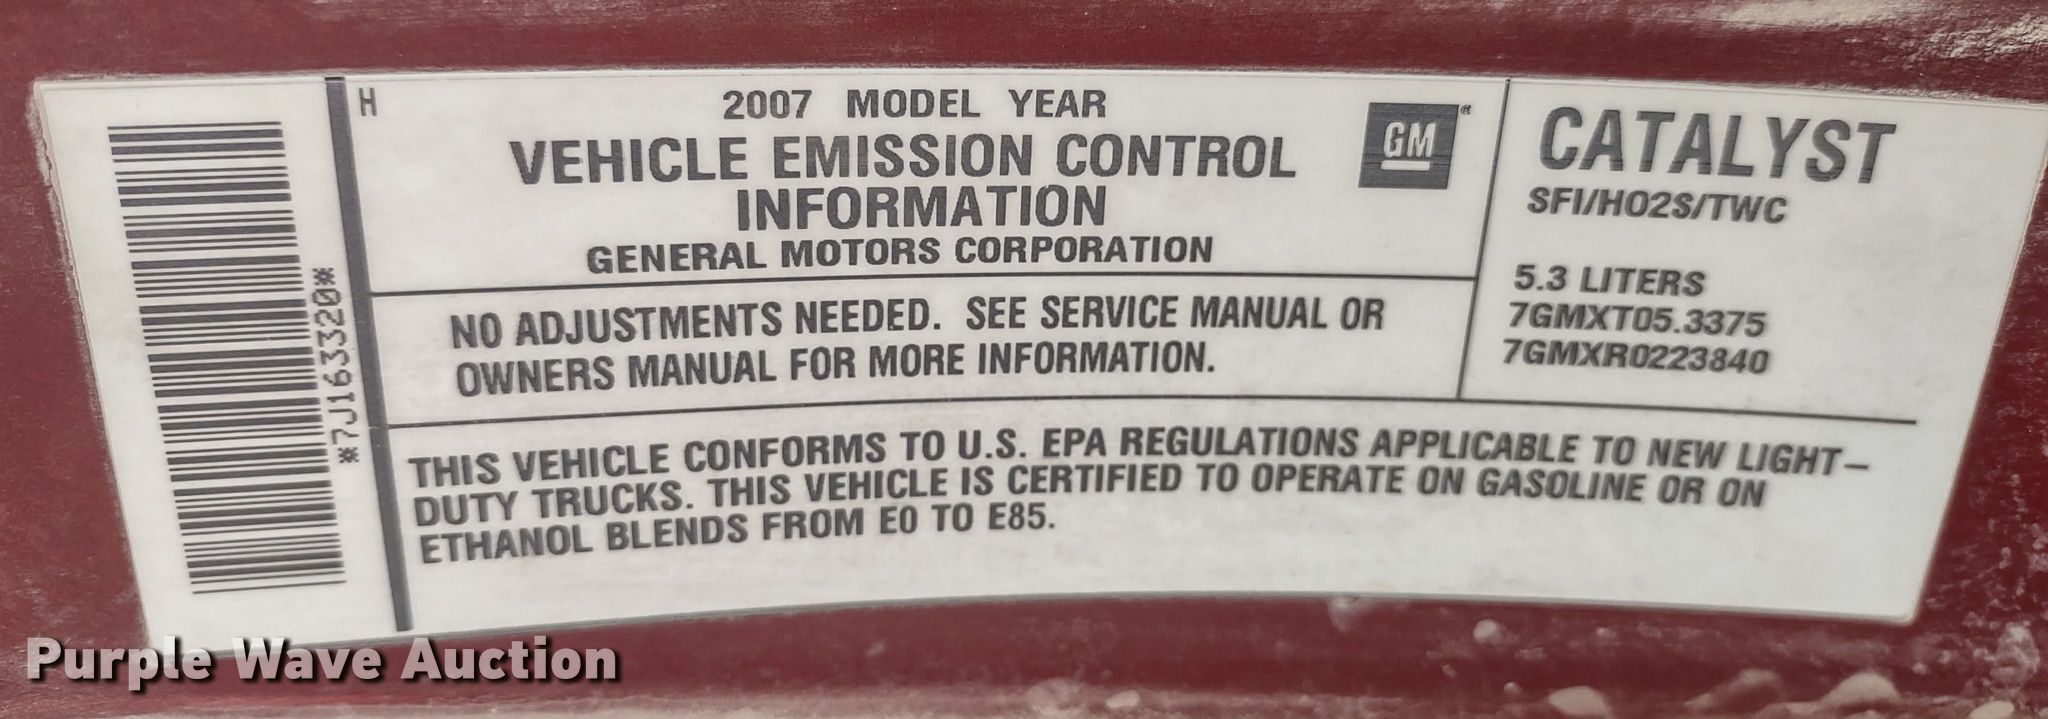 H
*7J163320*
2007 MODEL YEAR
VEHICLE EMISSION CONTROL
INFORMATION
GENERAL MOTORS CORPORATION
GM®
NO ADJUSTMENTS NEEDED. SEE SERVICE MANUAL OR
OWNERS MANUAL FOR MORE INFORMATION.
CATALYST
SFI/HO2S/TWC
5.3 LITERS
7GMXT05.3375
7GMXR0223840
THIS VEHICLE CONFORMS TO U.S. EPA REGULATIONS APPLICABLE TO NEW LIGHT–
DUTY TRUCKS. THIS VEHICLE IS CERTIFIED TO OPERATE ON GASOLINE OR ON
ETHANOL BLENDS FROM E0 TO E85.
Purple Wave Auction